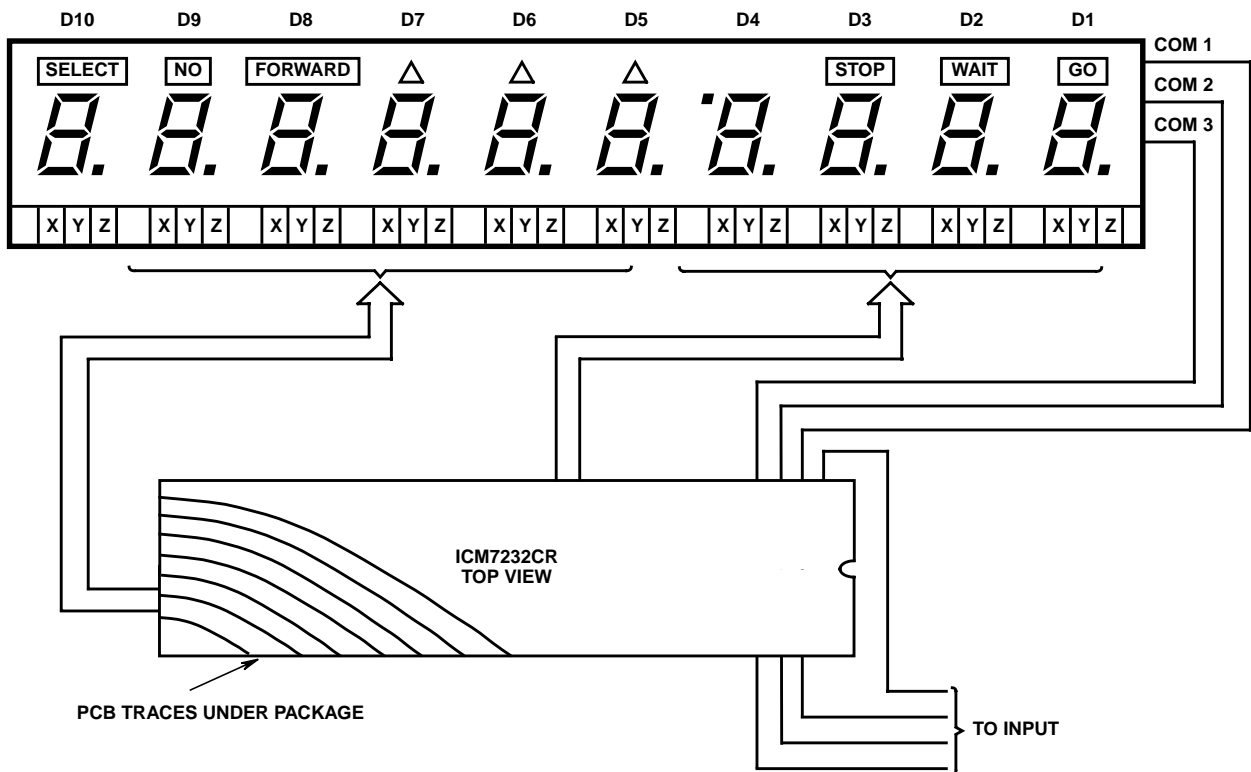 D10 D9 D8 D7 D6 D5 D4 D3 D2 D1
COM 1
SELECT NO FORWARD STOP WAIT GO
COM 2
COM 3
X Y Z X Y Z X Y Z X Y Z X Y Z X Y Z X Y Z X Y Z X Y Z X Y Z
ICM7232CR
TOP VIEW
PCB TRACES UNDER PACKAGE
TO INPUT